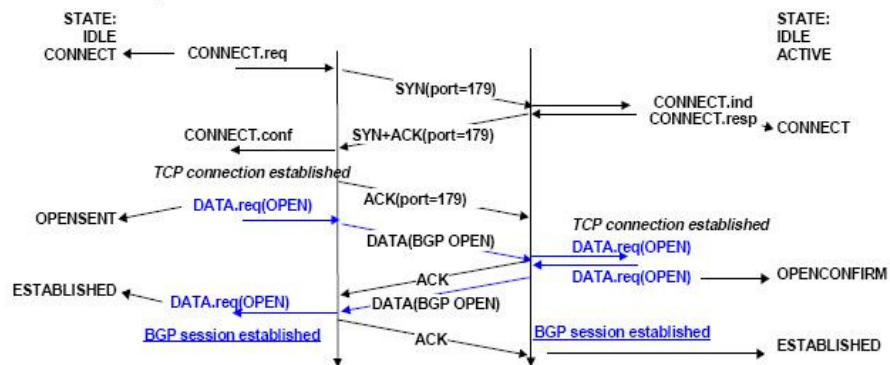 STATE:
IDLE
CONNECT
CONNECT.req
STATE:
IDLE
ACTIVE
SYN(port=179)
CONNECT.ind
CONNECT.resp
CONNECT
CONNECT.conf
SYN+ACK(port=179)
TCP connection established
ACK(port=179)
OPENSENT
DATA.req(OPEN)
TCP connection established
DATA(BGP OPEN)
DATA.req(OPEN)
ACK
DATA.req(OPEN)
OPENCONFIRM
ESTABLISHED
DATA.req(OPEN)
DATA(BGP OPEN)
BGP session established
ACK
BGP session established
ESTABLISHED